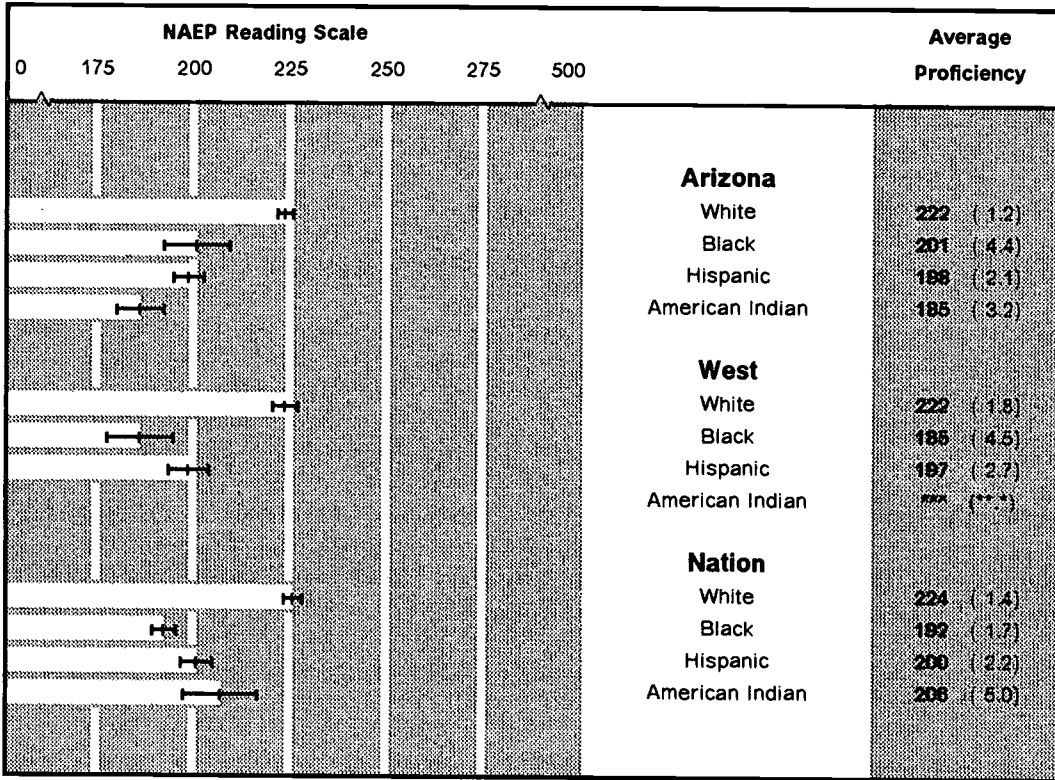 NAEP Reading Scale
0 175 200 225 250 275 500
Average
Proficiency
Arizona
White 222 ( 1.2)
Black 201 ( 4.4)
Hispanic 198 ( 2.1)
American Indian 185 ( 3.2)
West
White 222 ( 1.8)
Black 185 ( 4.5)
Hispanic 197 ( 2.7)
American Indian *** (**.*)
Nation
White 224 ( 1.4)
Black 192 ( 1.7)
Hispanic 200 ( 2.2)
American Indian 206 ( 5.0)